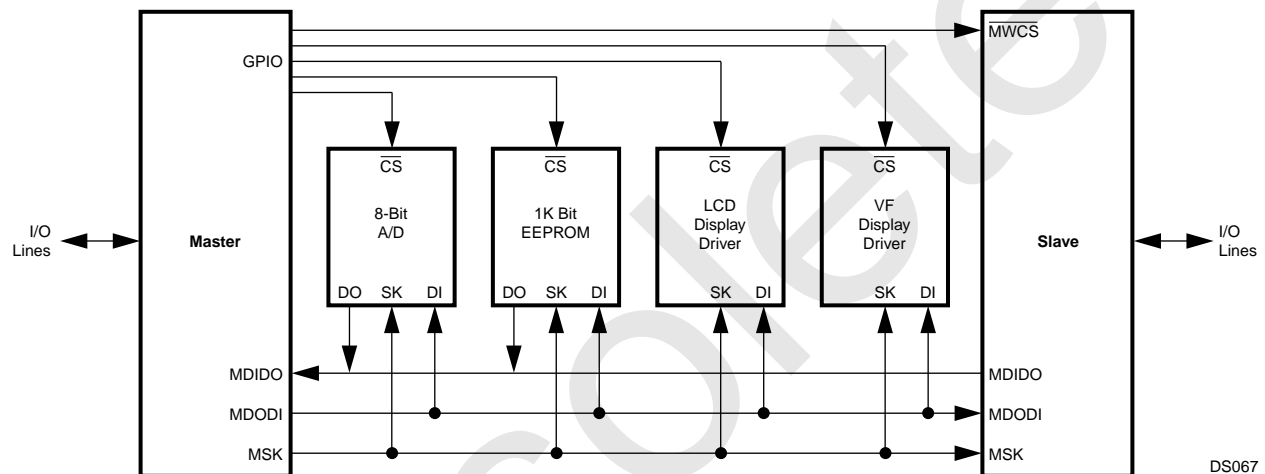 MWCS
GPIO
CS
CS
CS
CS
8-Bit
A/D
1K Bit
EEPROM
LCD
Display
Driver
VF
Display
Driver
I/O
Lines
Master
Slave
I/O
Lines
DO SK DI
DO SK DI
SK DI
SK DI
MDIDO
MDIDO
MDODI
MDODI
MSK
MSK
DS067